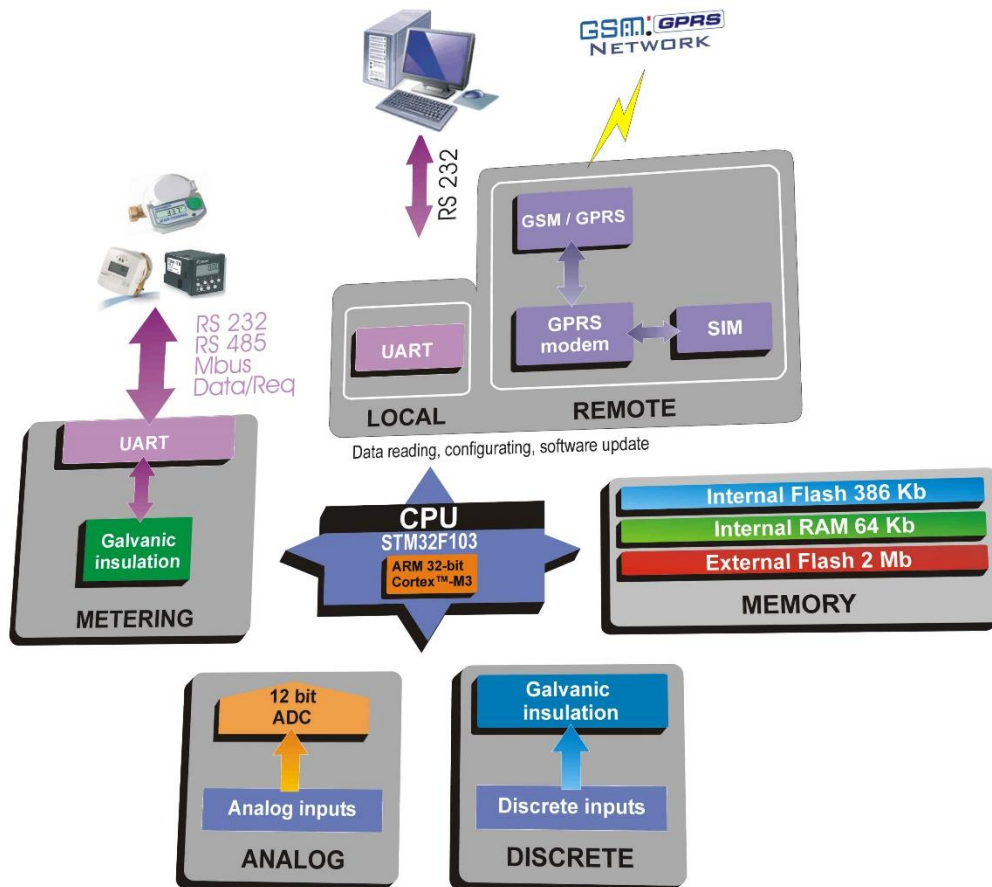 GSM: GPRS
NETWORK
RS 232
GSM / GPRS
GPRS
modem
SIM
UART
LOCAL
REMOTE
Data reading, configurating, software update
RS 232
RS 485
Mbus
Data/Req
UART
Galvanic
insulation
METERING
CPU
STM32F103
ARM 32-bit
Cortex™-M3
Internal Flash 386 Kb
Internal RAM 64 Kb
External Flash 2 Mb
MEMORY
12 bit
ADC
Analog inputs
ANALOG
Galvanic
insulation
Discrete inputs
DISCRETE